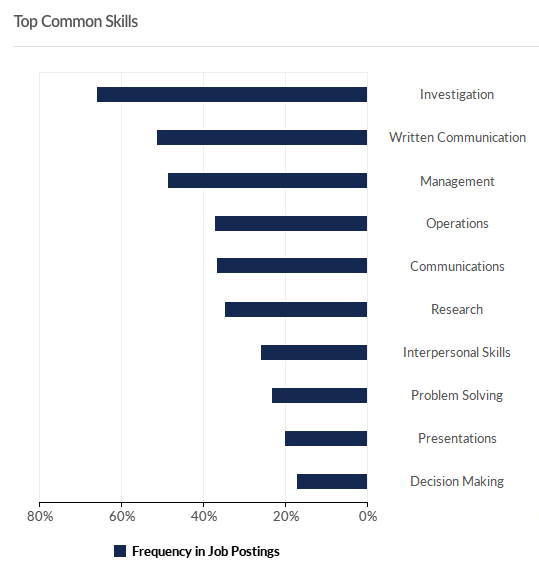 Top Common Skills
Investigation
Written Communication
Management
Operations
Communications
Research
Interpersonal Skills
Problem Solving
Presentations
Decision Making
80% 60% 40% 20% 0%
Frequency in Job Postings